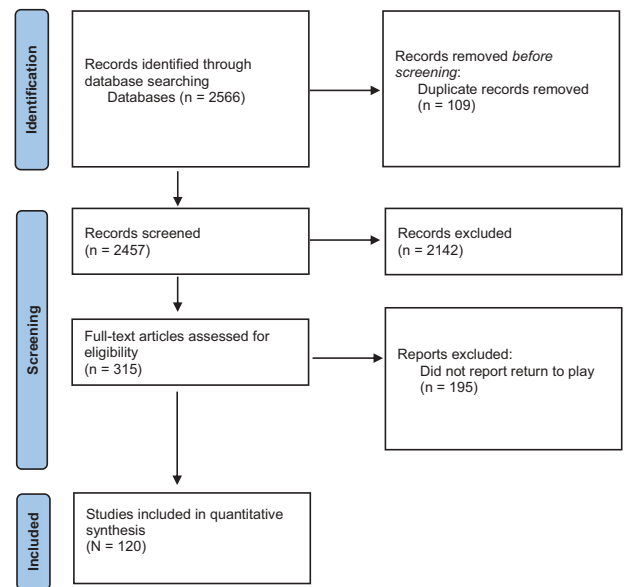 Identification
Records identified through
database searching
Databases (n = 2566)
Records removed before
screening:
Duplicate records removed
(n = 109)
Screening
Records screened
(n = 2457)
Records excluded
(n = 2142)
Full-text articles assessed for
eligibility
(n = 315)
Reports excluded:
Did not report return to play
(n = 195)
Included
Studies included in quantitative
synthesis
(N = 120)